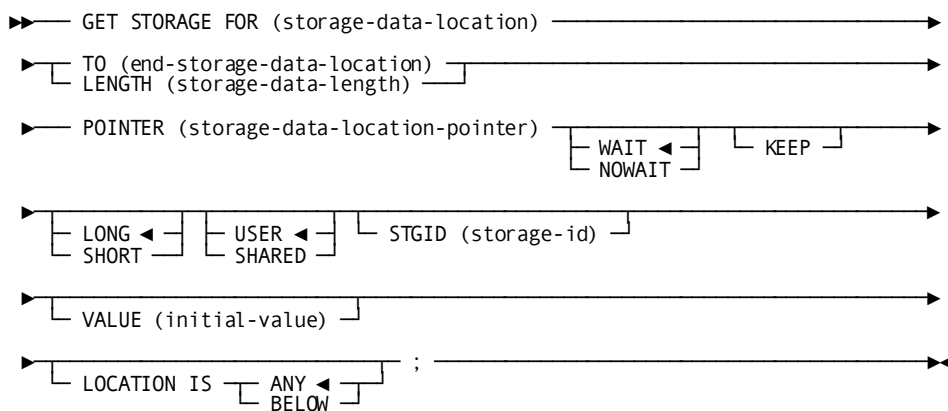 GET STORAGE FOR (storage-data-location)
TO (end-storage-data-location)
LENGTH (storage-data-length)
POINTER (storage-data-location-pointer)
WAIT ◄
KEEP
NOWAIT
LONG ◄
USER ◄
STGID (storage-id)
SHORT
SHARED
VALUE (initial-value)
;
LOCATION IS
ANY ◄
BELOW